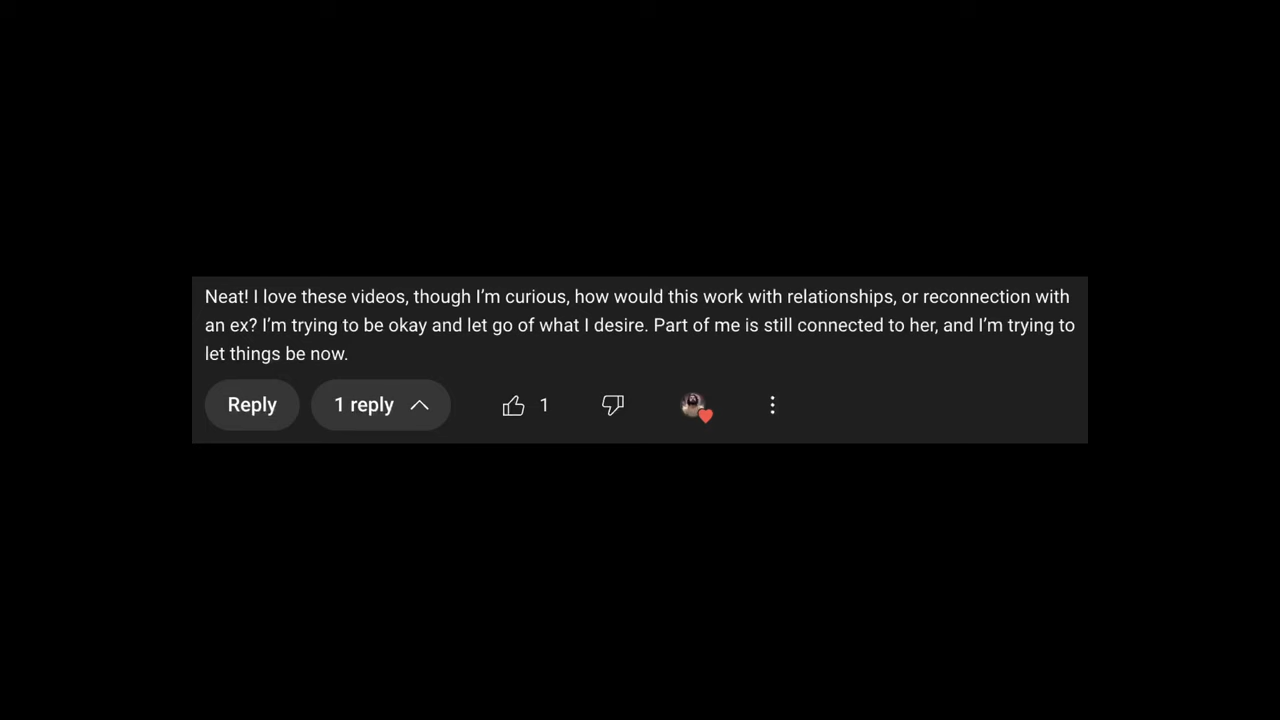 Neat! I love these videos, though I’m curious, how would this work with relationships, or reconnection with
an ex? I’m trying to be okay and let go of what I desire. Part of me is still connected to her, and I’m trying to
let things be now.
Reply 1 reply 1